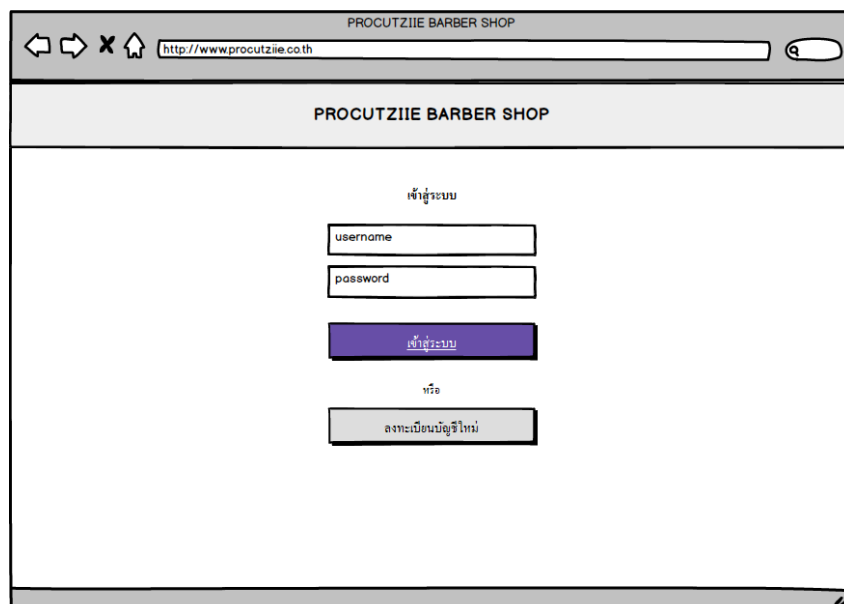 PROCUTZIIE BARBER SHOP
http://www.procutziie.co.th
PROCUTZIIE BARBER SHOP
เข้าสู่ระบบ
username
password
เข้าสู่ระบบ
หรือ
ลงทะเบียนบัญชีใหม่